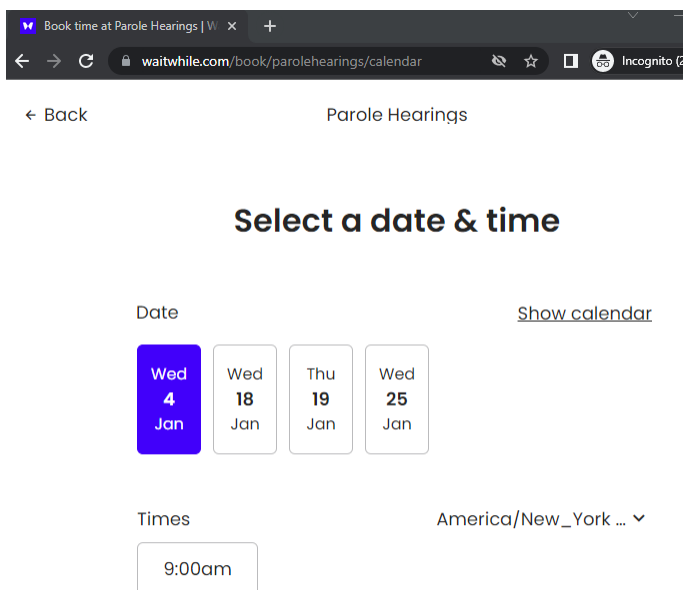 Book time at Parole Hearings | W
waitwhile.com/book/parolehearings/calendar
Incognito (2
← Back
Parole Hearings
Select a date & time
Date
Show calendar
Wed 4 Jan
Wed 18 Jan
Thu 19 Jan
Wed 25 Jan
Times
America/New_York ...
9:00am